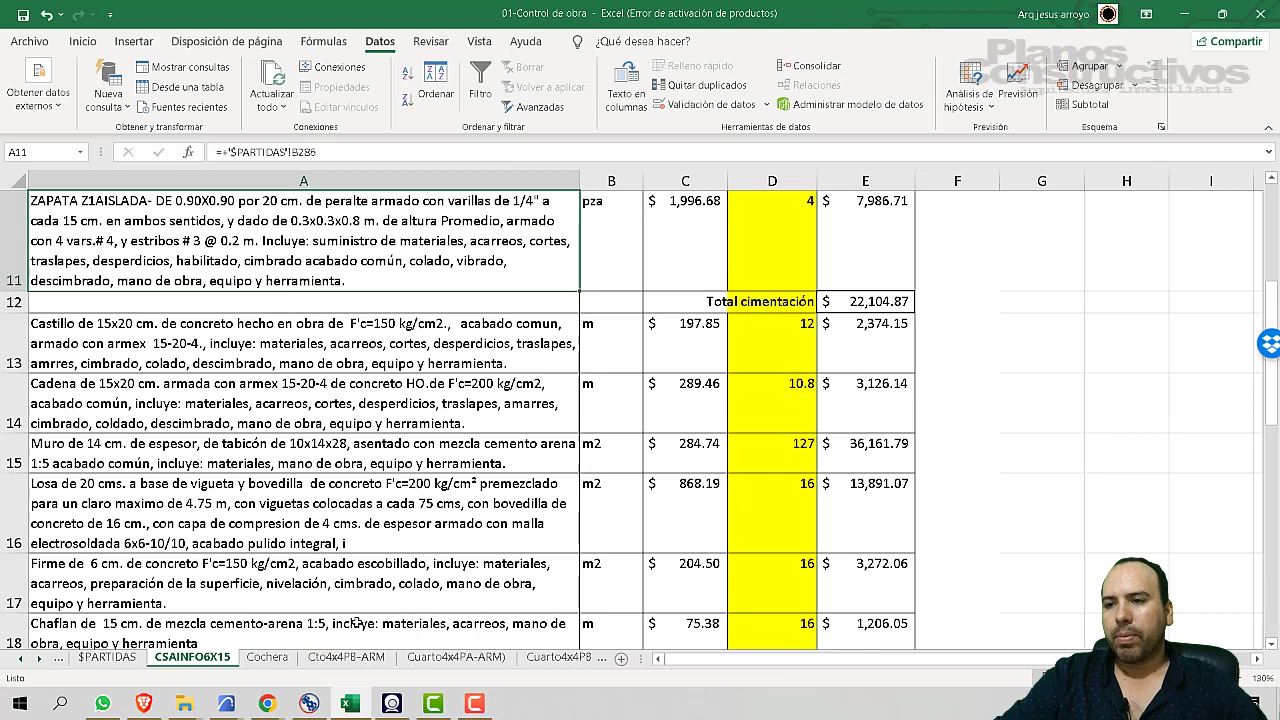 01-Control de obra - Excel (Error de activación de productos)
Arq jesus arroyo
Archivo Inicio Insertar Disposición de página Fórmulas Datos Revisar Vista Ayuda ¿Qué desea hacer? Compartir
Planos
Constructivos
inmobiliaria
Obtener datos externos
Nueva consulta
Mostrar consultas
Desde una tabla
Fuentes recientes
Obtener y transformar
Actualizar todo
Conexiones
Propiedades
Editar vínculos
Conexiones
Ordenar
Filtro
Borrar
Volver a aplicar
Avanzadas
Ordenar y filtrar
Texto en columnas
Relleno rápido
Quitar duplicados
Validación de datos
Consolidar
Relaciones
Administrar modelo de datos
Herramientas de datos
Análisis de hipótesis
Previsión
Previsión
Agrupar
Desagrupar
Subtotal
Esquema
A11 fx =+'$PARTIDAS'!B286
A B C D E F G H I
ZAPATA Z1AISLADA- DE 0.90X0.90 por 20 cm. de peralte armado con varillas de 1/4" a pza $ 1,996.68 4 $ 7,986.71
cada 15 cm. en ambos sentidos, y dado de 0.3x0.3x0.8 m. de altura Promedio, armado
con 4 vars.# 4, y estribos # 3 @ 0.2 m. Incluye: suministro de materiales, acarreos, cortes,
traslapes, desperdicios, habilitado, cimbrado acabado común, colado, vibrado,
11 descimbrado, mano de obra, equipo y herramienta.
12 Total cimentación $ 22,104.87
Castillo de 15x20 cm. de concreto hecho en obra de F'c=150 kg/cm2., acabado comun, m $ 197.85 12 $ 2,374.15
armado con armex 15-20-4., incluye: materiales, acarreos, cortes, desperdicios, traslapes,
13 amrres, cimbrado, colado, descimbrado, mano de obra, equipo y herramienta.
Cadena de 15x20 cm. armada con armex 15-20-4 de concreto HO.de F'c=200 kg/cm2, m $ 289.46 10.8 $ 3,126.14
acabado común, incluye: materiales, acarreos, cortes, desperdicios, traslapes, amarres,
14 cimbrado, coldado, descimbrado, mano de obra, equipo y herramienta.
Muro de 14 cm. de espesor, de tabicón de 10x14x28, asentado con mezcla cemento arena m2 $ 284.74 127 $ 36,161.79
15 1:5 acabado común, incluye: materiales, mano de obra, equipo y herramienta.
Losa de 20 cms. a base de vigueta y bovedilla de concreto F'c=200 kg/cm² premezclado m2 $ 868.19 16 $ 13,891.07
para un claro maximo de 4.75 m, con viguetas colocadas a cada 75 cms, con bovedilla de
concreto de 16 cm., con capa de compresion de 4 cms. de espesor armado con malla
16 electrosoldada 6x6-10/10, acabado pulido integral, i
Firme de 6 cm. de concreto F'c=150 kg/cm2, acabado escobillado, incluye: materiales, m2 $ 204.50 16 $ 3,272.06
acarreos, preparación de la superficie, nivelación, cimbrado, colado, mano de obra,
17 equipo y herramienta.
Chaflan de 15 cm. de mezcla cemento-arena 1:5, incluye: materiales, acarreos, mano de m $ 75.38 16 $ 1,206.05
18 obra, equipo y herramienta
... $PARTIDAS CSAINFO6X15 Cochera Cto4x4PB-ARM Cuarto4x4PA-ARM) Cuarto4x4PB ...
Listo 130%